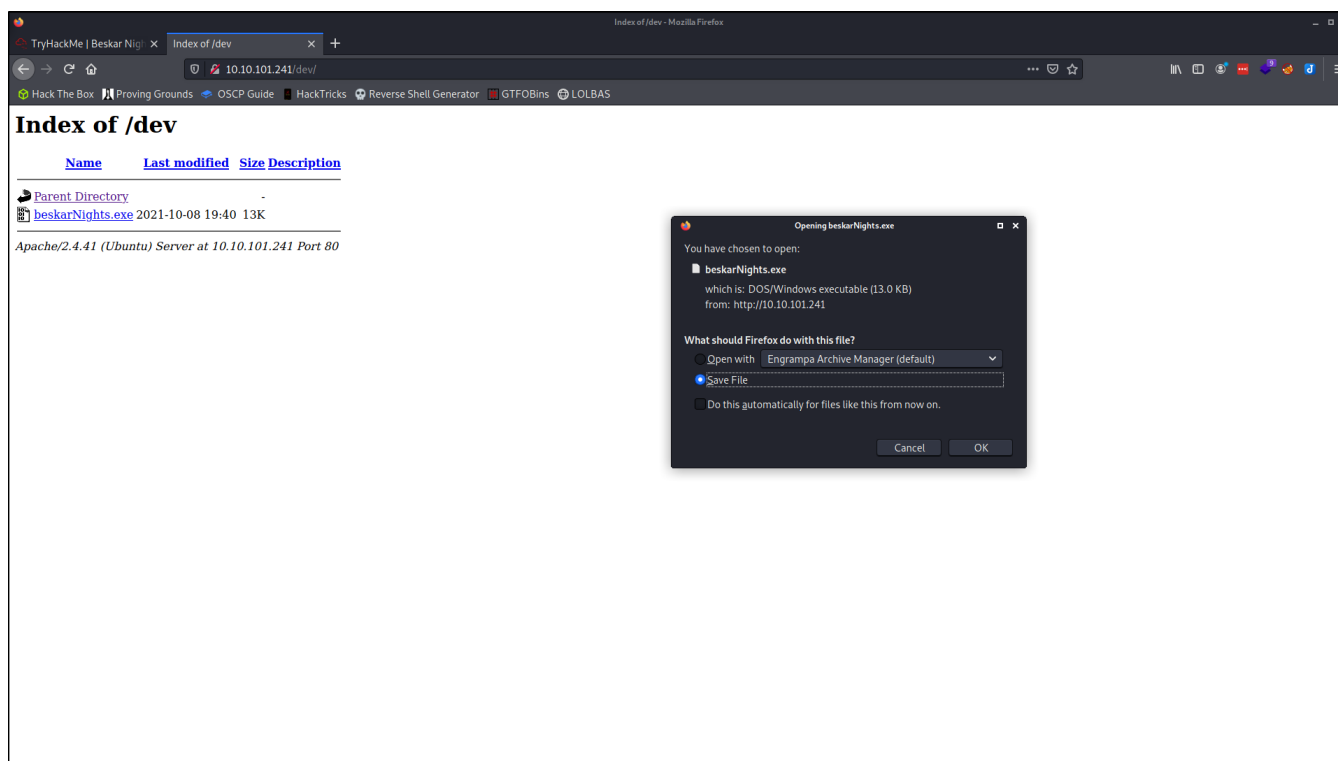 Index of /dev - Mozilla Firefox
TryHackMe | Beskar Nigh
Index of /dev
10.10.101.241/dev/
9
Hack The Box Proving Grounds OSCP Guide HackTricks Reverse Shell Generator GTFOBins LOLBAS
Index of /dev
Name Last modified Size Description
Parent Directory -
beskarNights.exe 2021-10-08 19:40 13K
Apache/2.4.41 (Ubuntu) Server at 10.10.101.241 Port 80
Opening beskarNights.exe
You have chosen to open:
beskarNights.exe
which is: DOS/Windows executable (13.0 KB)
from: http://10.10.101.241
What should Firefox do with this file?
Open with Engrampa Archive Manager (default)
Save File
Do this automatically for files like this from now on.
Cancel OK